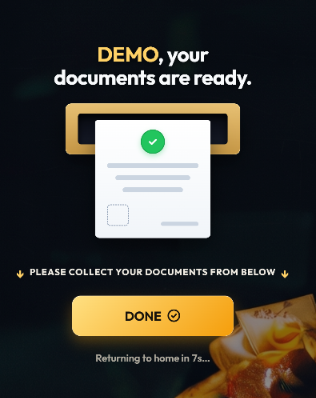 DEMO, your
documents are ready.
PLEASE COLLECT YOUR DOCUMENTS FROM BELOW
DONE
Returning to home in 7s...